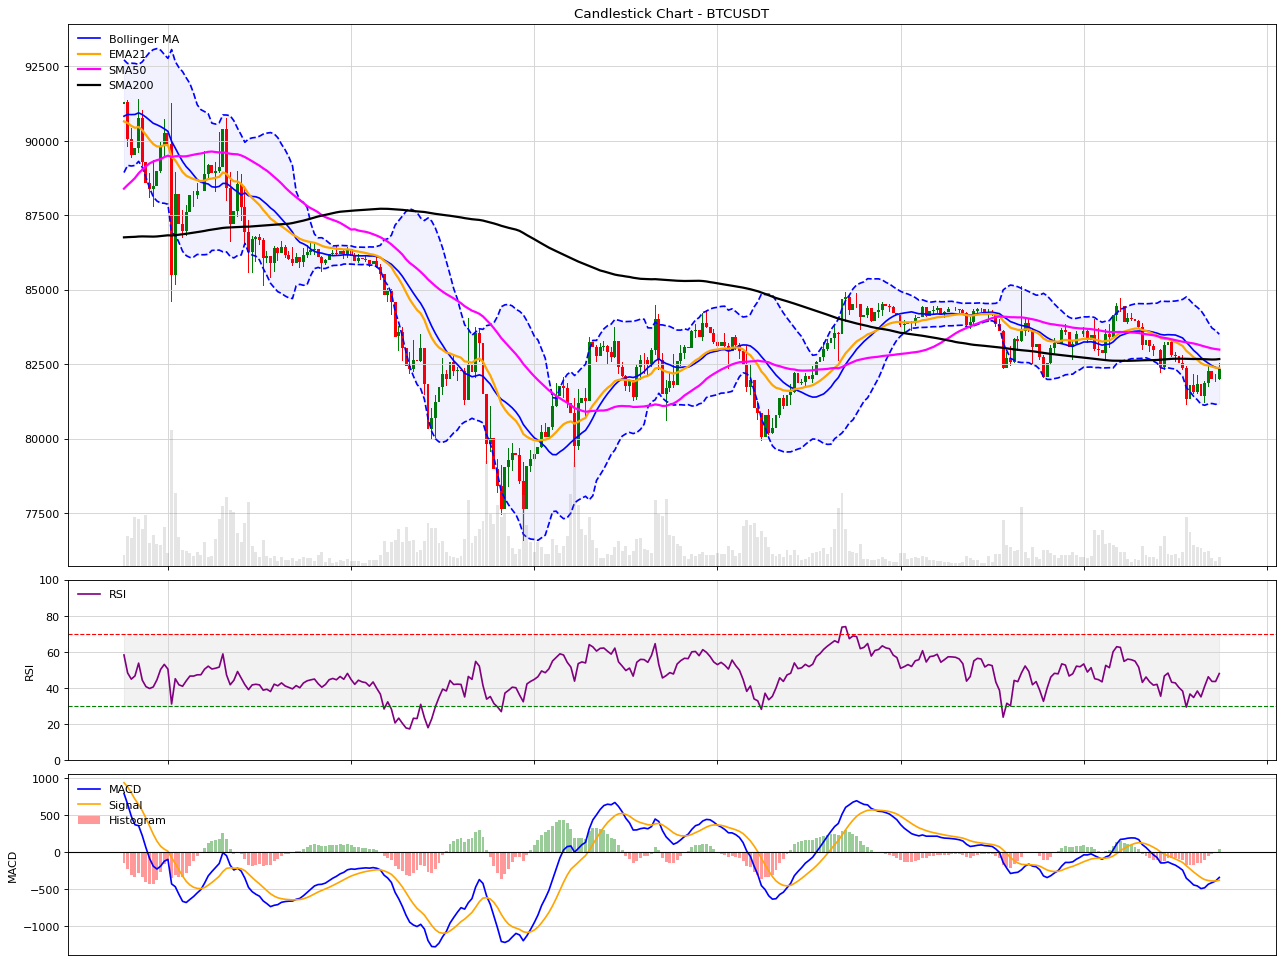 Candlestick Chart - BTCUSDT
Bollinger MA
EMA21
SMA50
SMA200
92500
90000
87500
85000
82500
80000
77500
RSI
100
80
60
40
20
0
RSI
MACD
Signal
Histogram
1000
500
0
−500
−1000
MACD